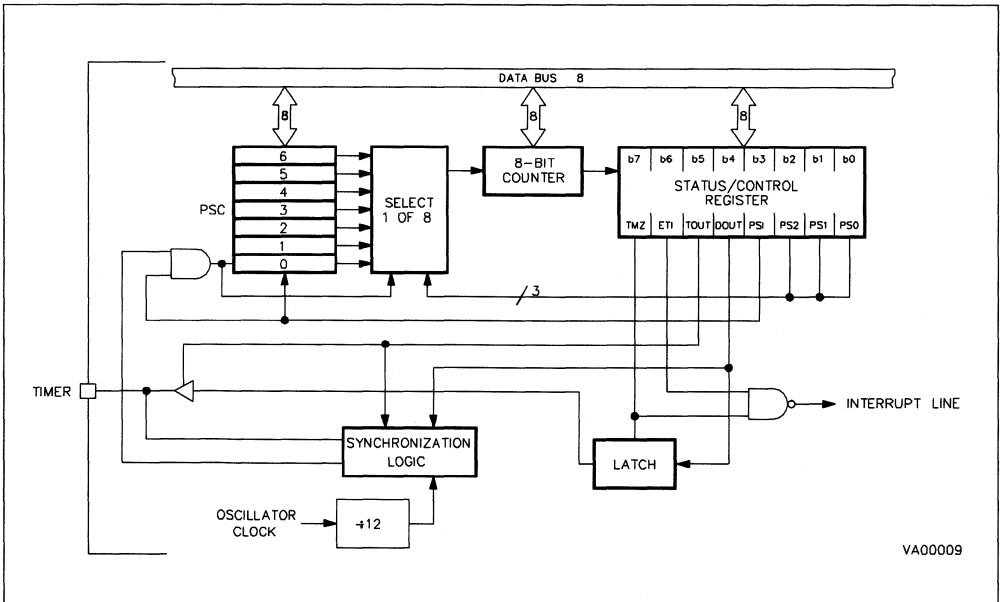 DATA BUS 8
8 8 8
6
5
4
PSC 3
2
1
0
SELECT
1 OF 8
8-BIT
COUNTER
b7 b6 b5 b4 b3 b2 b1 b0
STATUS/CONTROL
REGISTER
TMZ ETI TOUT DOUT PSI PS2 PS1 PS0
3
TIMER
SYNCHRONIZATION
LOGIC
LATCH
INTERRUPT LINE
OSCILLATOR
CLOCK
÷12
VA00009